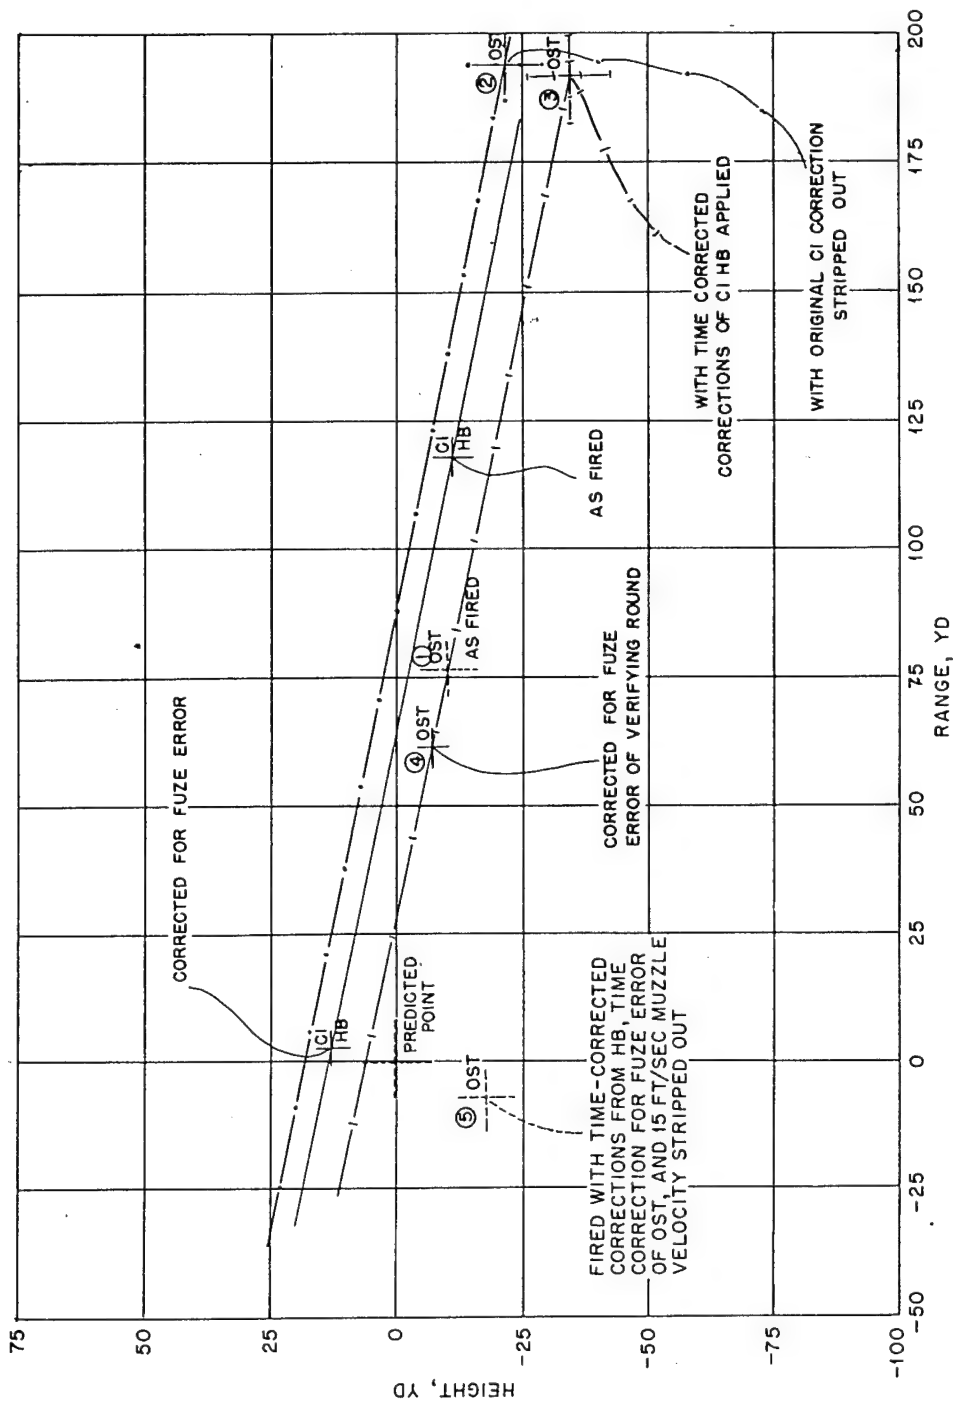 75
50
25
0
-25
-50
-75
-100
HEIGHT, YD
-50
-25
0
25
50
75
100
125
150
175
200
RANGE, YD
CORRECTED FOR FUZE ERROR
CI
HB
PREDICTED
POINT
⑤ OST
FIRED WITH TIME-CORRECTED
CORRECTIONS FROM HB, TIME
CORRECTION FOR FUZE ERROR
OF OST, AND 15 FT/SEC MUZZLE
VELOCITY STRIPPED OUT
④ OST
CORRECTED FOR FUZE
ERROR OF VERIFYING ROUND
① OST
AS FIRED
CI
HB
AS FIRED
② OST
③ OST
WITH TIME CORRECTED
CORRECTIONS OF CI HB APPLIED
WITH ORIGINAL CI CORRECTION
STRIPPED OUT